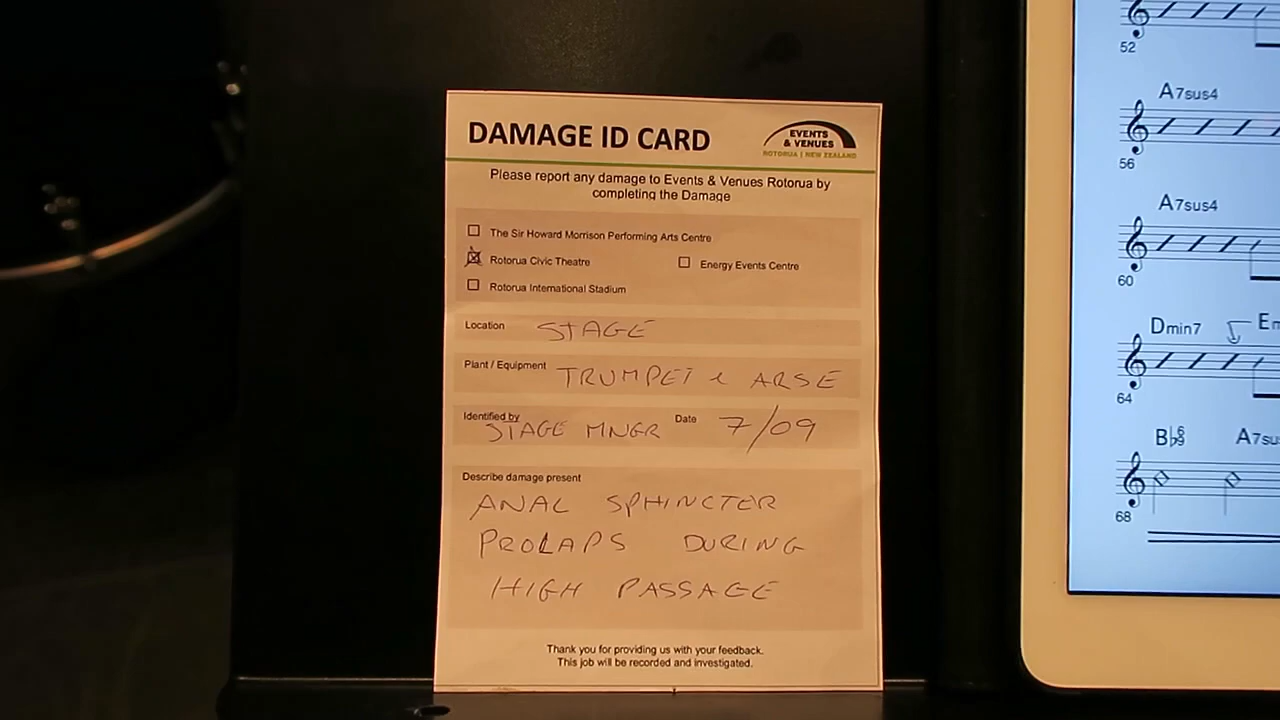 DAMAGE ID CARD
EVENTS
& VENUES
ROTORUA | NEW ZEALAND
Please report any damage to Events & Venues Rotorua by
completing the Damage
The Sir Howard Morrison Performing Arts Centre
Rotorua Civic Theatre
Energy Events Centre
Rotorua International Stadium
Location STAGE
Plant / Equipment TRUMPET & ARSE
Identified by STAGE MNGR Date 7/09
Describe damage present
ANAL SPHINCTER
PROLAPS DURING
HIGH PASSAGE
Thank you for providing us with your feedback.
This job will be recorded and investigated.
52
A7sus4
56
A7sus4
60
Dmin7
64
B♭6/9 A7su
68